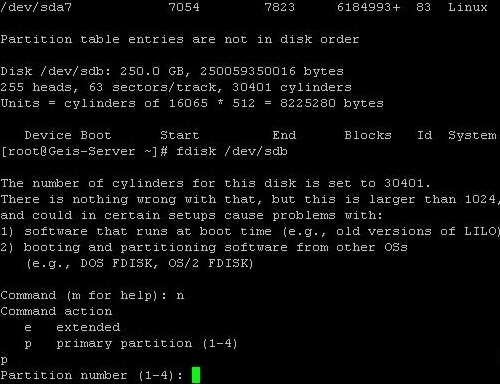 /dev/sda7 7054 7823 6184993+ 83 Linux
Partition table entries are not in disk order
Disk /dev/sdb: 250.0 GB, 250059350016 bytes
255 heads, 63 sectors/track, 30401 cylinders
Units = cylinders of 16065 * 512 = 8225280 bytes
Device Boot Start End Blocks Id System
[root@Geis-Server ~]# fdisk /dev/sdb
The number of cylinders for this disk is set to 30401.
There is nothing wrong with that, but this is larger than 1024,
and could in certain setups cause problems with:
1) software that runs at boot time (e.g., old versions of LILO)
2) booting and partitioning software from other OSs
(e.g., DOS FDISK, OS/2 FDISK)
Command (m for help): n
Command action
e extended
p primary partition (1-4)
p
Partition number (1-4):